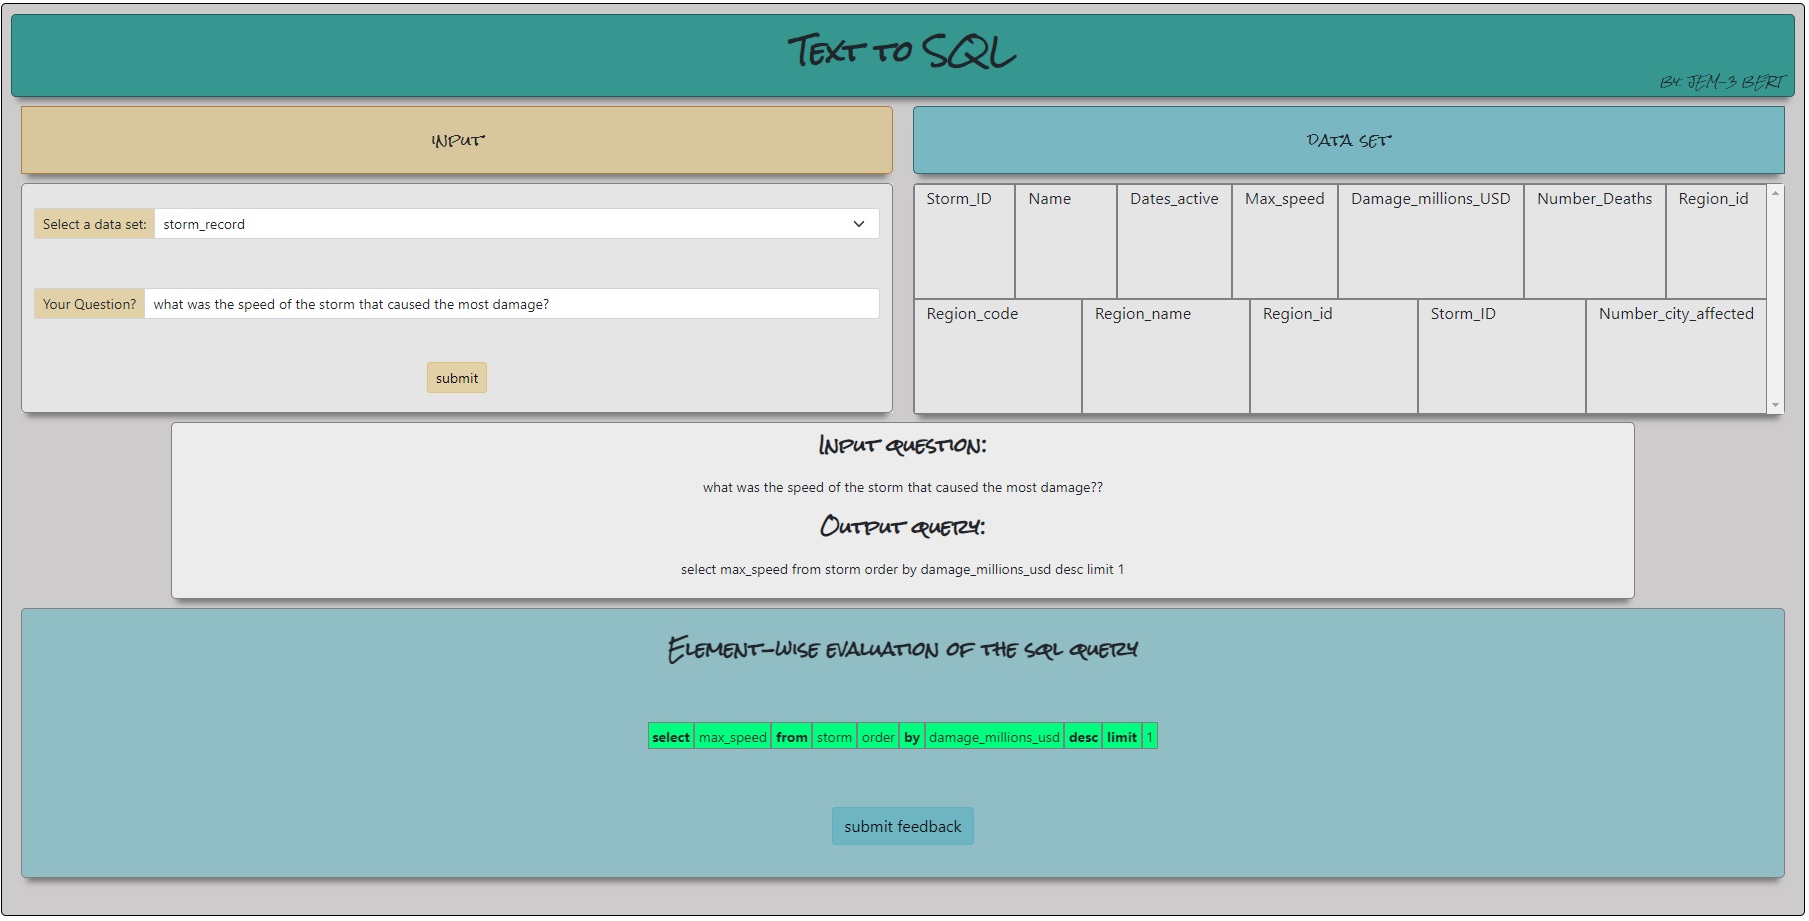 Text to SQL
By: JEM-3 BERT
input
data set
Select a data set: storm_record
Your Question? what was the speed of the storm that caused the most damage?
submit
Storm_ID Name Dates_active Max_speed Damage_millions_USD Number_Deaths Region_id
Region_code Region_name Region_id Storm_ID Number_city_affected
Input question:
what was the speed of the storm that caused the most damage??
Output query:
select max_speed from storm order by damage_millions_usd desc limit 1
Element-wise evaluation of the sql query
select max_speed from storm order by damage_millions_usd desc limit 1
submit feedback